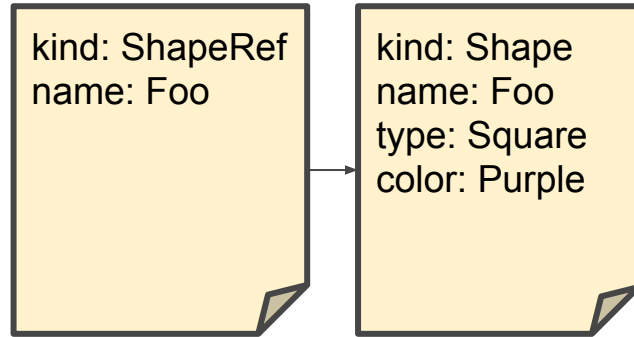 kind: ShapeRef
name: Foo
kind: Shape
name: Foo
type: Square
color: Purple